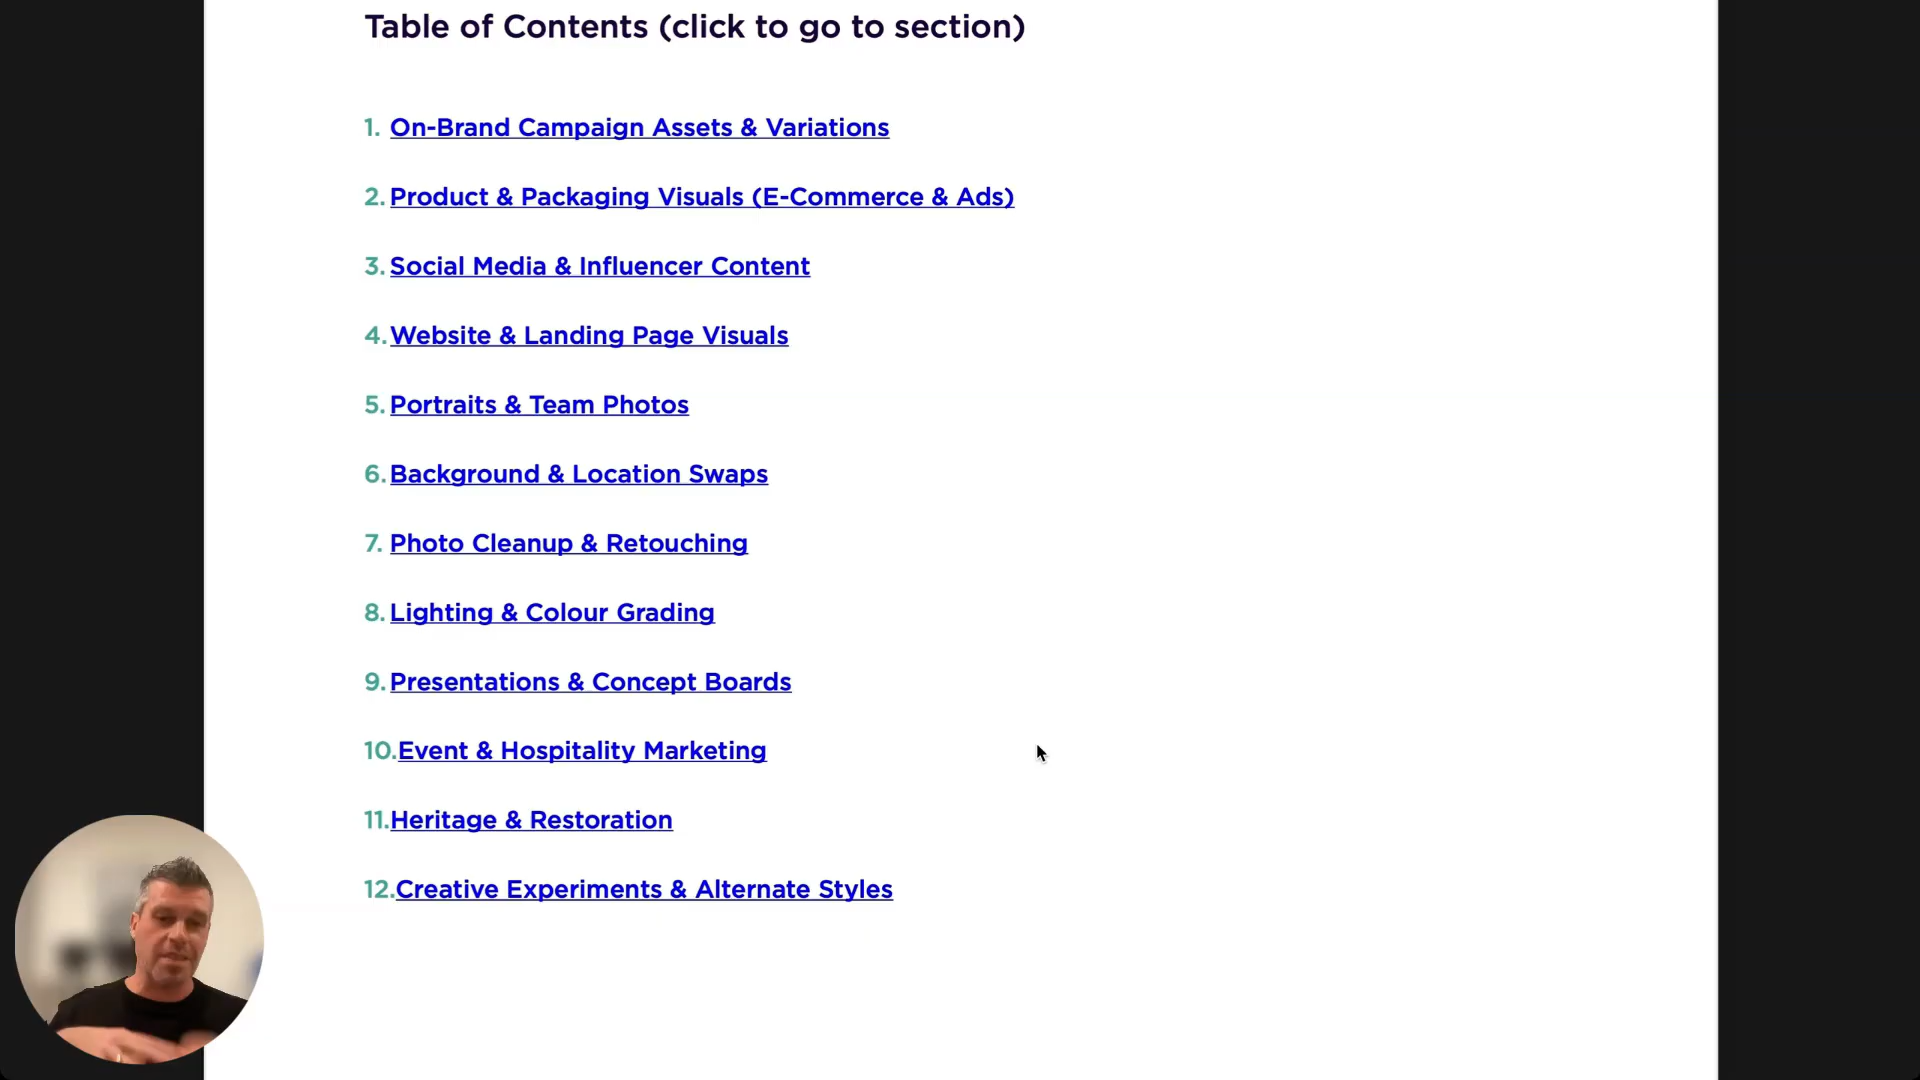 Table of Contents (click to go to section)
1. On-Brand Campaign Assets & Variations
2. Product & Packaging Visuals (E-Commerce & Ads)
3. Social Media & Influencer Content
4. Website & Landing Page Visuals
5. Portraits & Team Photos
6. Background & Location Swaps
7. Photo Cleanup & Retouching
8. Lighting & Colour Grading
9. Presentations & Concept Boards
10. Event & Hospitality Marketing
11. Heritage & Restoration
12. Creative Experiments & Alternate Styles